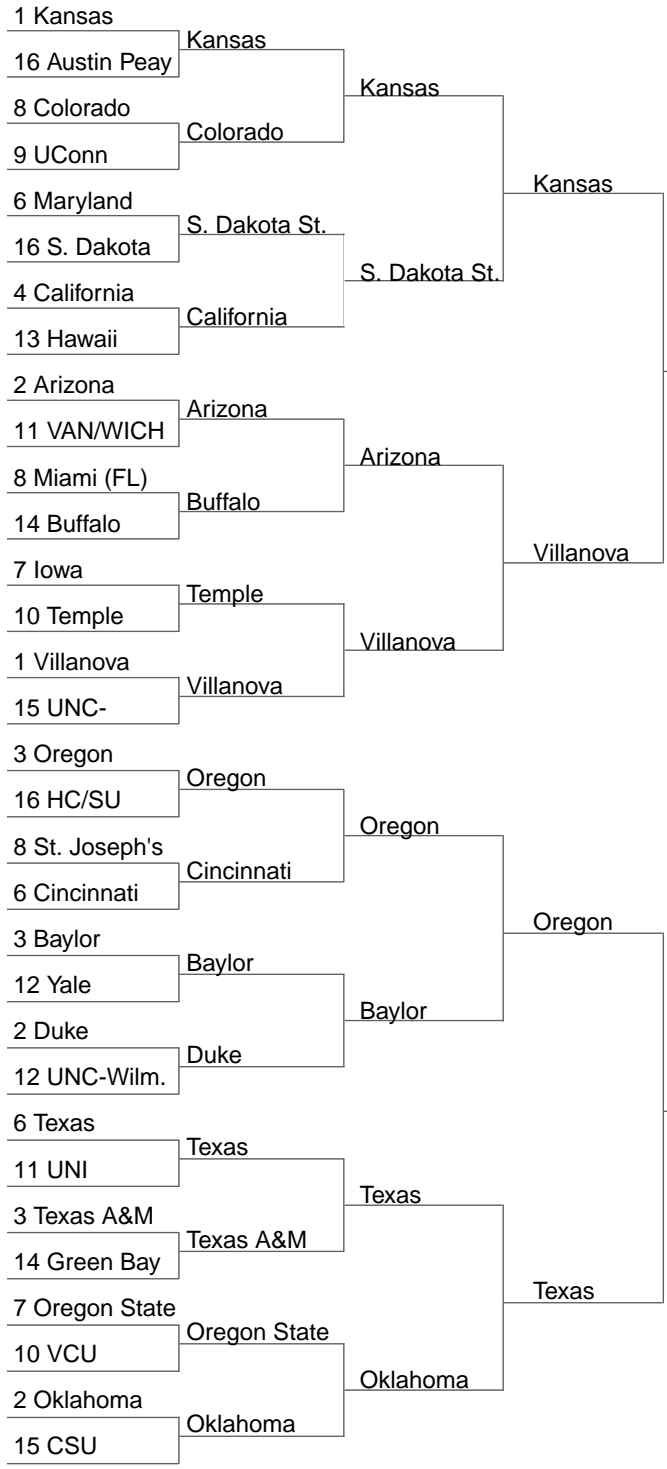 1 Kansas
16 Austin Peay
8 Colorado
9 UConn
6 Maryland
16 S. Dakota
4 California
13 Hawaii
2 Arizona
11 VAN/WICH
8 Miami (FL)
14 Buffalo
7 Iowa
10 Temple
1 Villanova
15 UNC-
3 Oregon
16 HC/SU
8 St. Joseph's
6 Cincinnati
3 Baylor
12 Yale
2 Duke
12 UNC-Wilm.
6 Texas
11 UNI
3 Texas A&M
14 Green Bay
7 Oregon State
10 VCU
2 Oklahoma
15 CSU
Kansas
Colorado
S. Dakota St.
California
Arizona
Buffalo
Temple
Villanova
Oregon
Cincinnati
Baylor
Duke
Texas
Texas A&M
Oregon State
Oklahoma
Kansas
S. Dakota St.
Arizona
Villanova
Oregon
Baylor
Texas
Oklahoma
Kansas
Villanova
Oregon
Texas